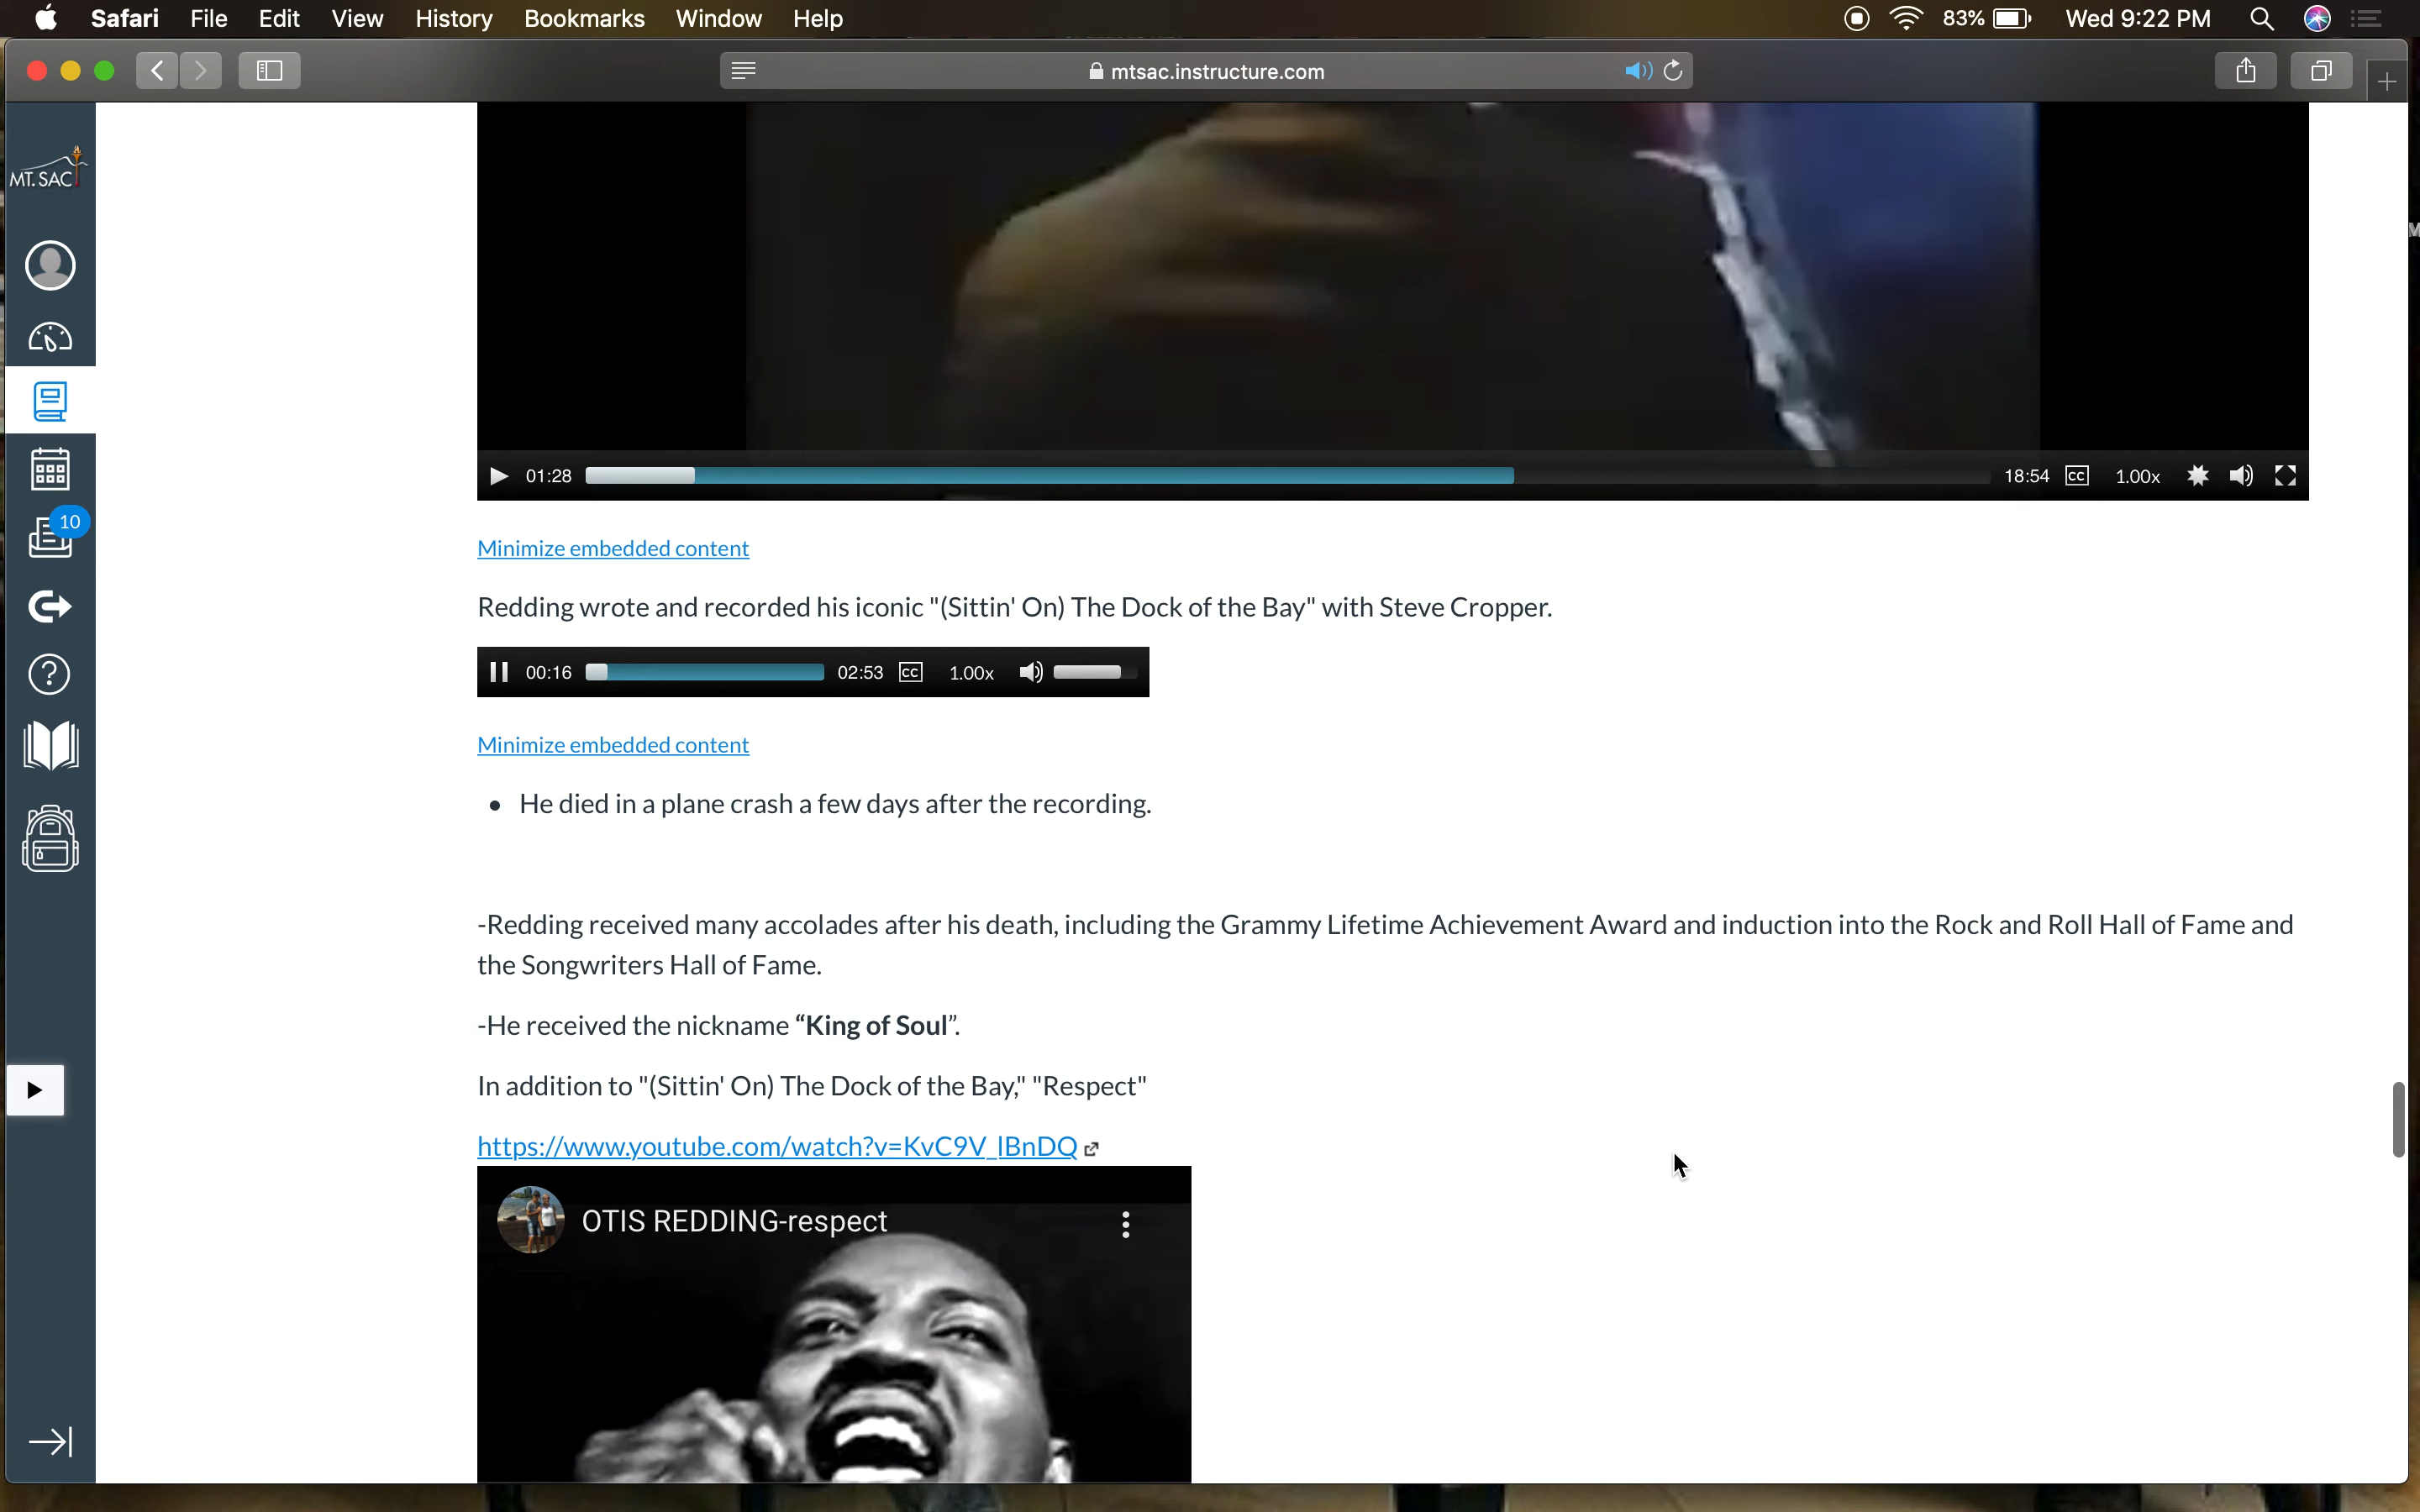 Safari File Edit View History Bookmarks Window Help 83% Wed 9:22 PM
mtsac.instructure.com
MT. SAC
01:28 18:54 CC 1.00x
10
Minimize embedded content
Redding wrote and recorded his iconic "(Sittin' On) The Dock of the Bay" with Steve Cropper.
00:16 02:53 CC 1.00x
Minimize embedded content
• He died in a plane crash a few days after the recording.
-Redding received many accolades after his death, including the Grammy Lifetime Achievement Award and induction into the Rock and Roll Hall of Fame and
the Songwriters Hall of Fame.
-He received the nickname “King of Soul”.
In addition to "(Sittin' On) The Dock of the Bay," "Respect"
https://www.youtube.com/watch?v=KvC9V_lBnDQ
OTIS REDDING-respect